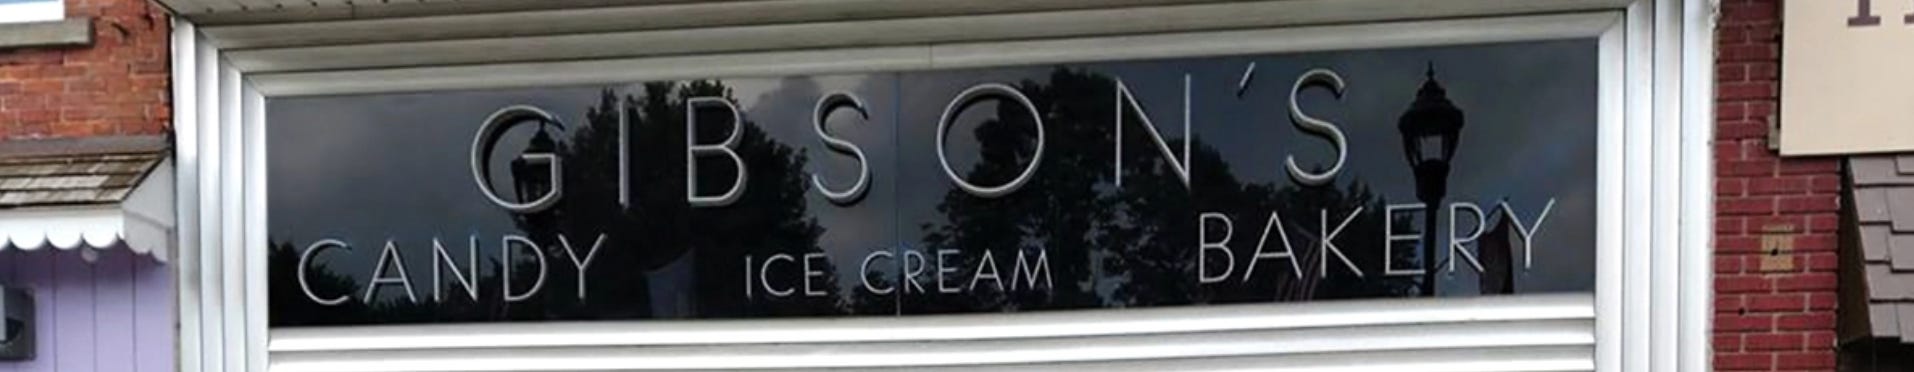 GIBSON'S
CANDY ICE CREAM BAKERY